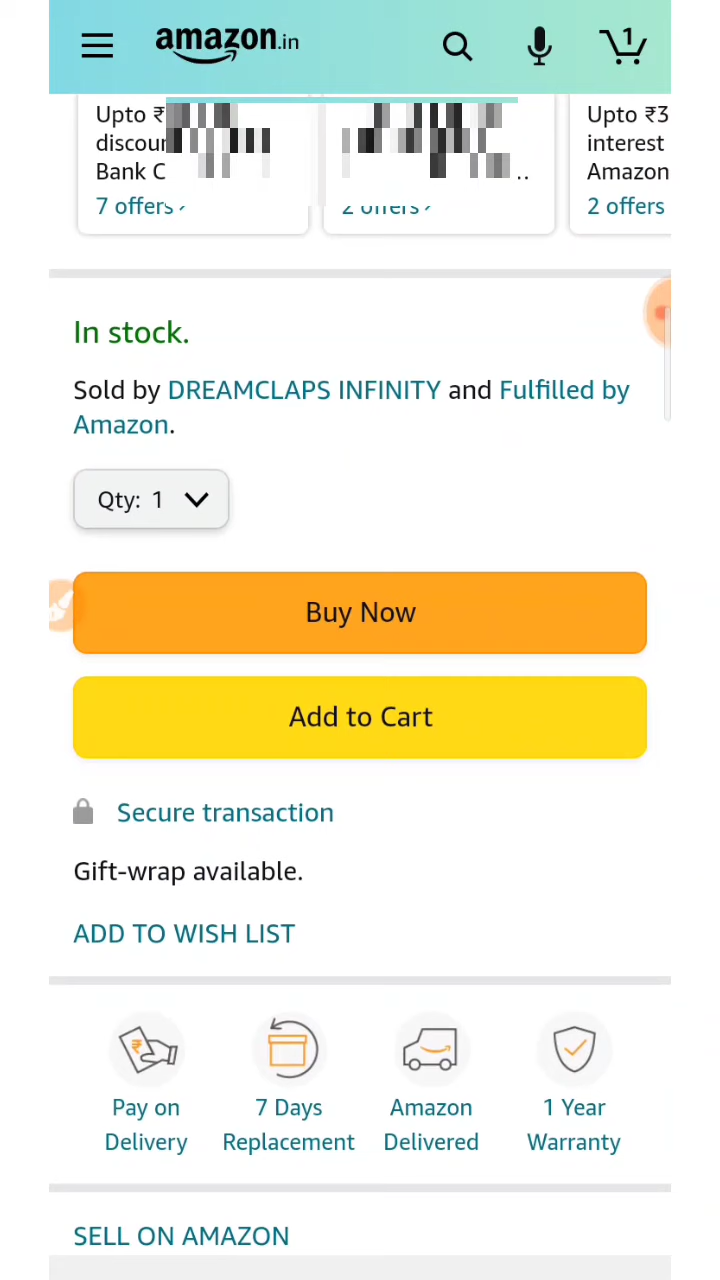 amazon.in
1
Upto ₹
discou
Bank C
7 offers ›
..
2 offers ›
Upto ₹3
interest
Amazon
2 offers
In stock.
Sold by DREAMCLAPS INFINITY and Fulfilled by
Amazon.
Qty: 1
Buy Now
Add to Cart
Secure transaction
Gift-wrap available.
ADD TO WISH LIST
Pay on
Delivery
7 Days
Replacement
Amazon
Delivered
1 Year
Warranty
SELL ON AMAZON